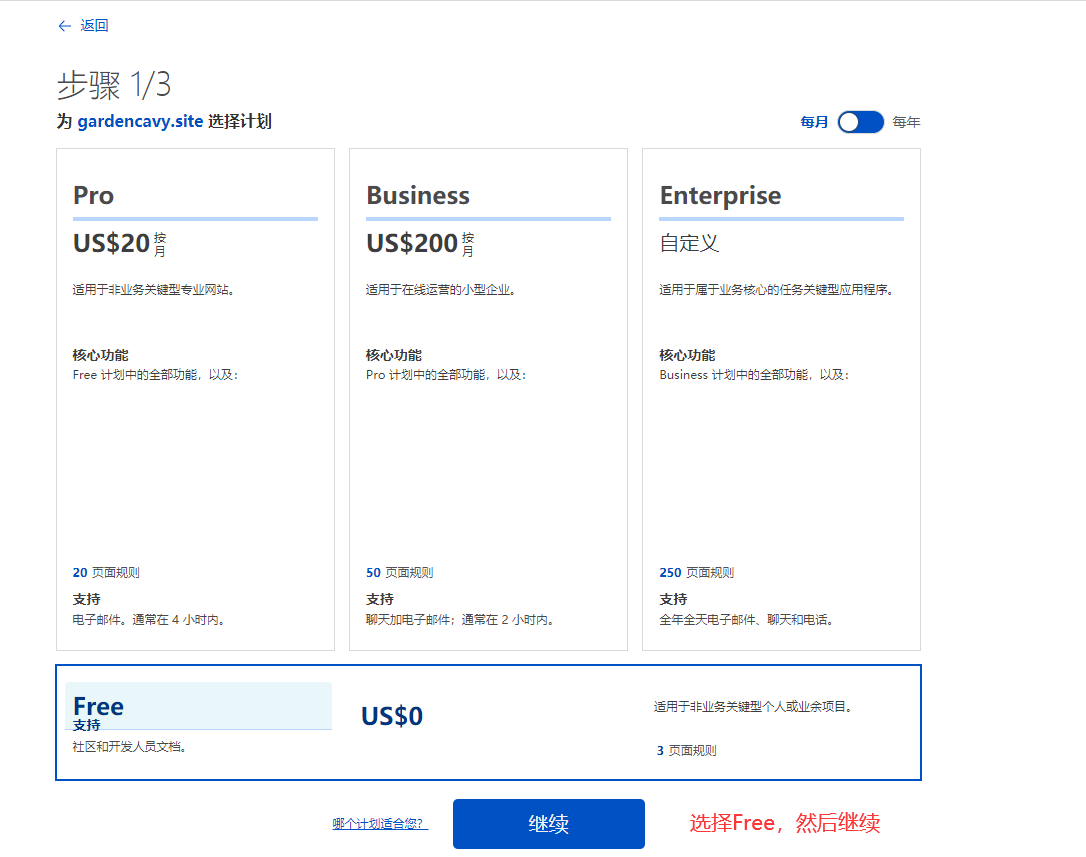 ← 返回
步骤 1/3
为 gardencavy.site 选择计划
每月 每年
Pro
US$20 按月
适用于非业务关键型专业网站。
核心功能
Free 计划中的全部功能，以及：
20 页面规则
支持
电子邮件。通常在 4 小时内。
Business
US$200 按月
适用于在线运营的小型企业。
核心功能
Pro 计划中的全部功能，以及：
50 页面规则
支持
聊天加电子邮件；通常在 2 小时内。
Enterprise
自定义
适用于属于业务核心的任务关键型应用程序。
核心功能
Business 计划中的全部功能，以及：
250 页面规则
支持
全年全天电子邮件、聊天和电话。
Free
支持
社区和开发人员文档。
US$0
适用于非业务关键型个人或业余项目。
3 页面规则
哪个计划适合您？
继续
选择Free，然后继续